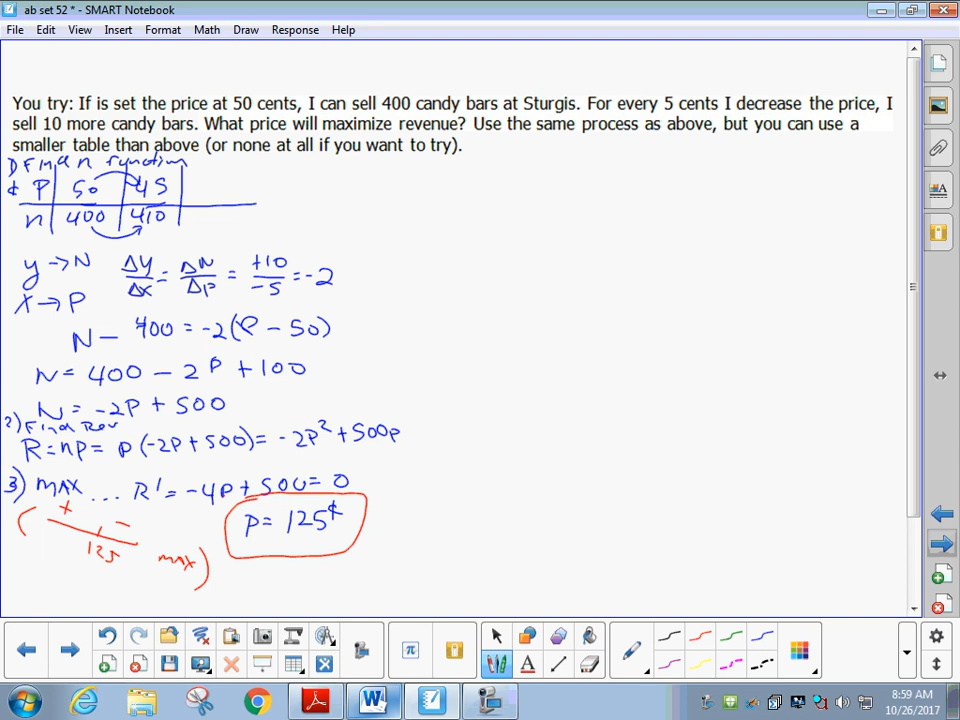 ab set 52 * - SMART Notebook
File Edit View Insert Format Math Draw Response Help
You try: If is set the price at 50 cents, I can sell 400 candy bars at Sturgis. For every 5 cents I decrease the price, I
sell 10 more candy bars. What price will maximize revenue? Use the same process as above, but you can use a
smaller table than above (or none at all if you want to try).
function
¢ P 50 45
n 400 410
y → N ΔY/Δx = ΔN/ΔP = +10/-5 = -2
X → P
N - 400 = -2(P - 50)
N = 400 - 2P + 100
N = -2P + 500
2) Find Rev
R = nP = P(-2P + 500) = -2P² + 500P
3) MAX ... R' = -4P + 500 = 0
( + - 
125 max)
P = 125¢
π
A
8:59 AM
10/26/2017